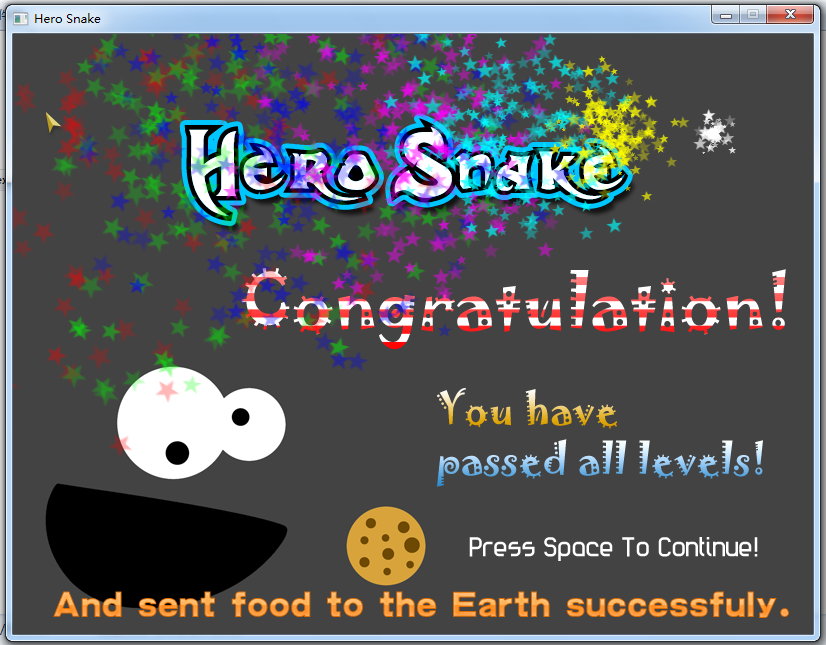 Hero Snake
Hero Snake
Congratulation!
You have
passed all levels!
Press Space To Continue!
And sent food to the Earth successfuly.